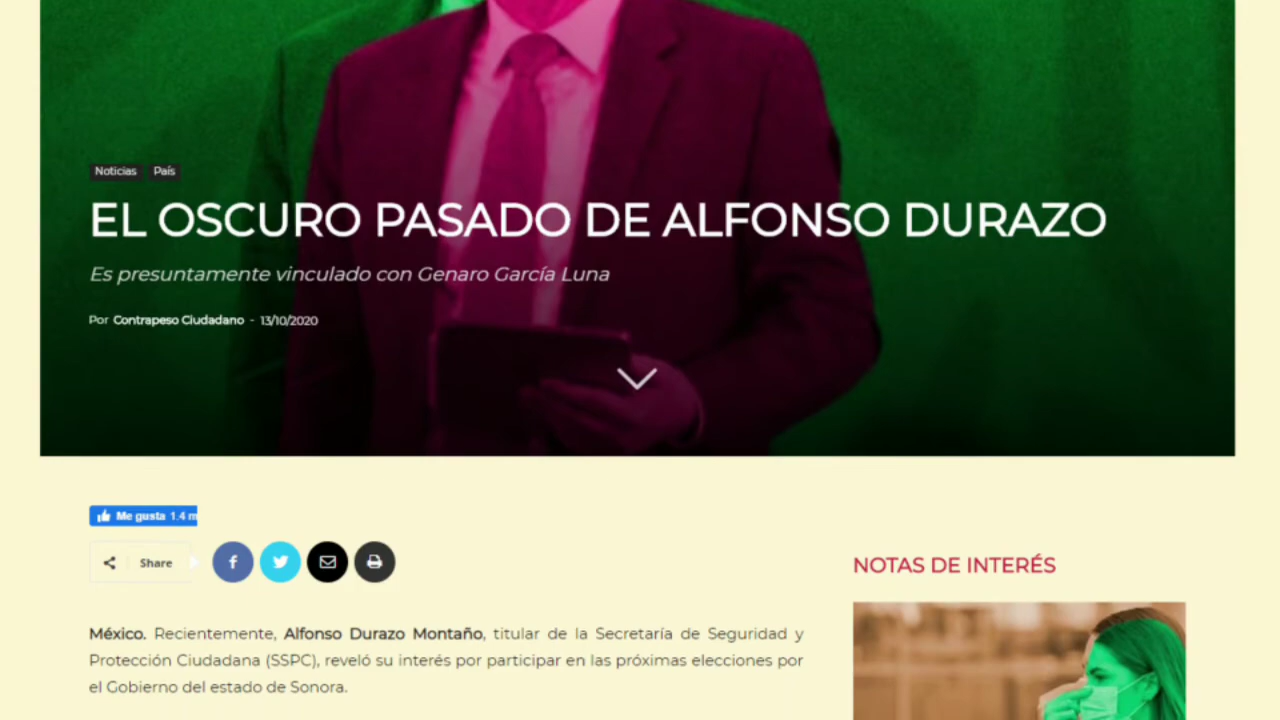 Noticias País
EL OSCURO PASADO DE ALFONSO DURAZO
Es presuntamente vinculado con Genaro García Luna
Por Contrapeso Ciudadano - 13/10/2020
Me gusta 1.4 m
Share
NOTAS DE INTERÉS
México. Recientemente, Alfonso Durazo Montaño, titular de la Secretaría de Seguridad y
Protección Ciudadana (SSPC), reveló su interés por participar en las próximas elecciones por
el Gobierno del estado de Sonora.